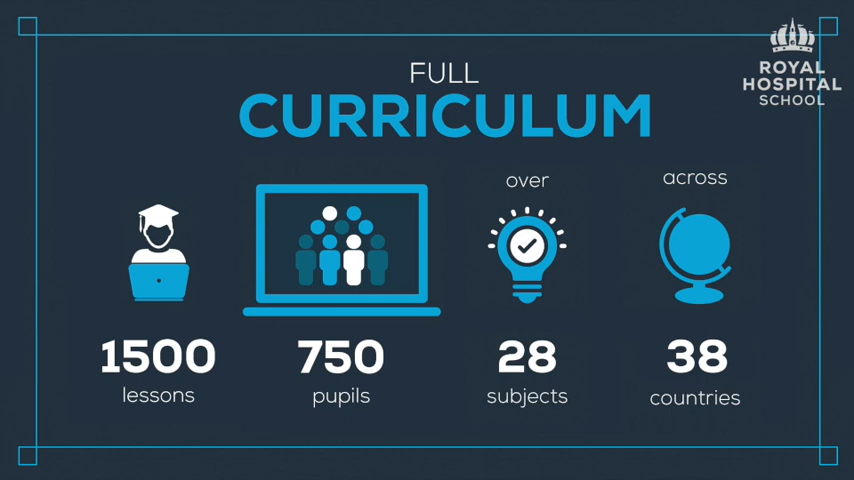 FULL
CURRICULUM
ROYAL
HOSPITAL
SCHOOL
1500
lessons
750
pupils
over
28
subjects
across
38
countries